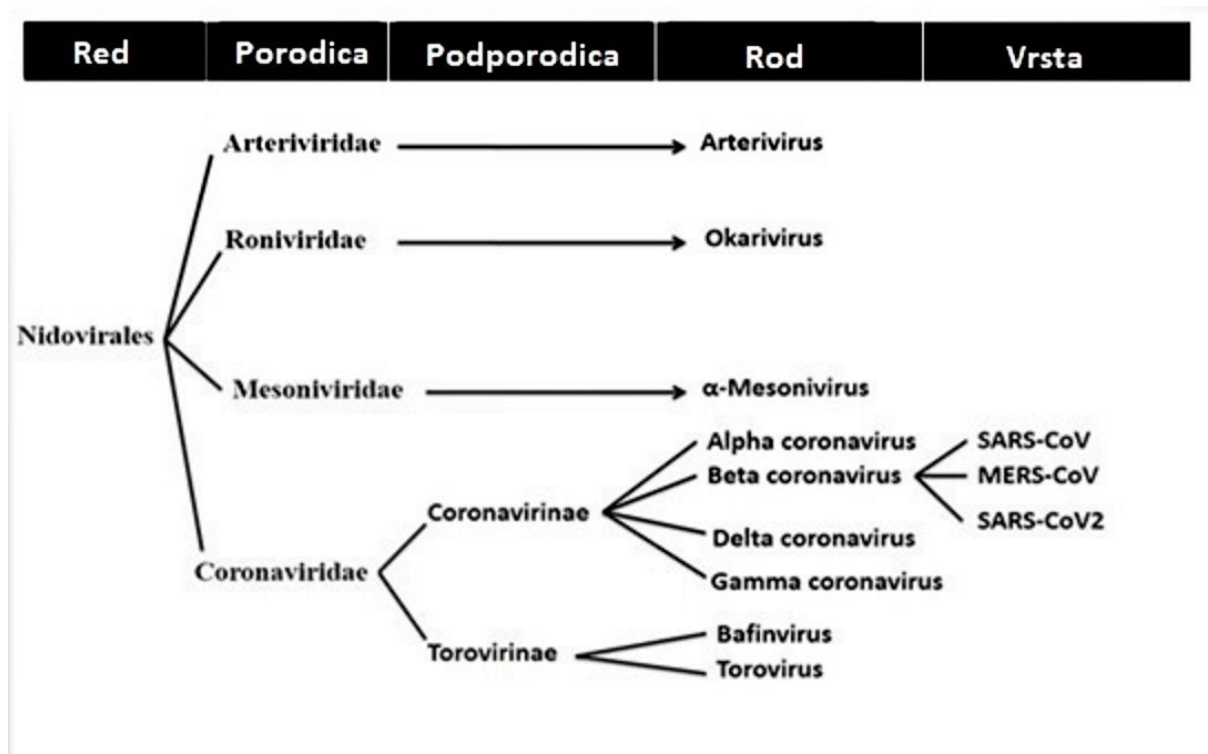 Red Porodica Podporodica Rod Vrsta
Arteriviridae Arterivirus
Roniviridae Okarivirus
Nidovirales
Mesoniviridae α-Mesonivirus
Alpha coronavirus SARS-CoV
Beta coronavirus MERS-CoV
Coronavirinae SARS-CoV2
Delta coronavirus
Coronaviridae Gamma coronavirus
Bafinvirus
Torovirinae Torovirus